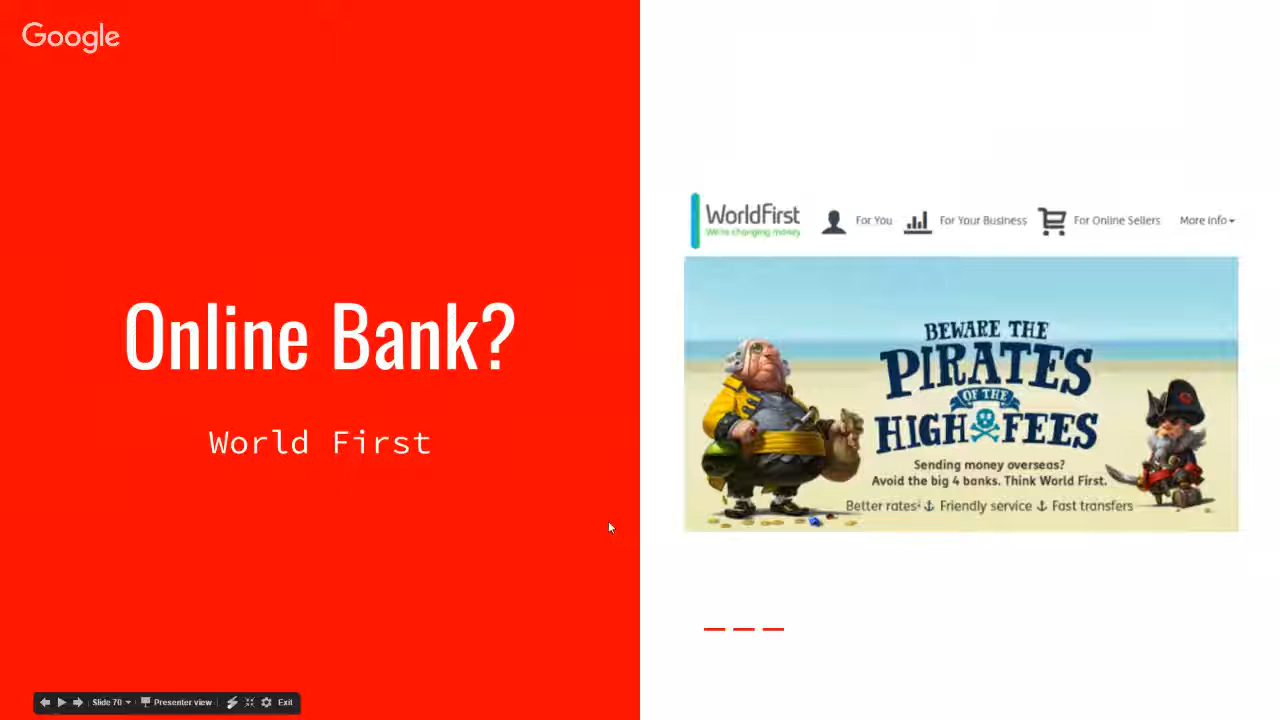 Google
Online Bank?
World First
WorldFirst
We're changing money
For You
For Your Business
For Online Sellers
More info
BEWARE THE
PIRATES
OF THE
HIGH FEES
Sending money overseas?
Avoid the big 4 banks. Think World First.
Better rates Friendly service Fast transfers
Slide 70
Presenter view
Exit